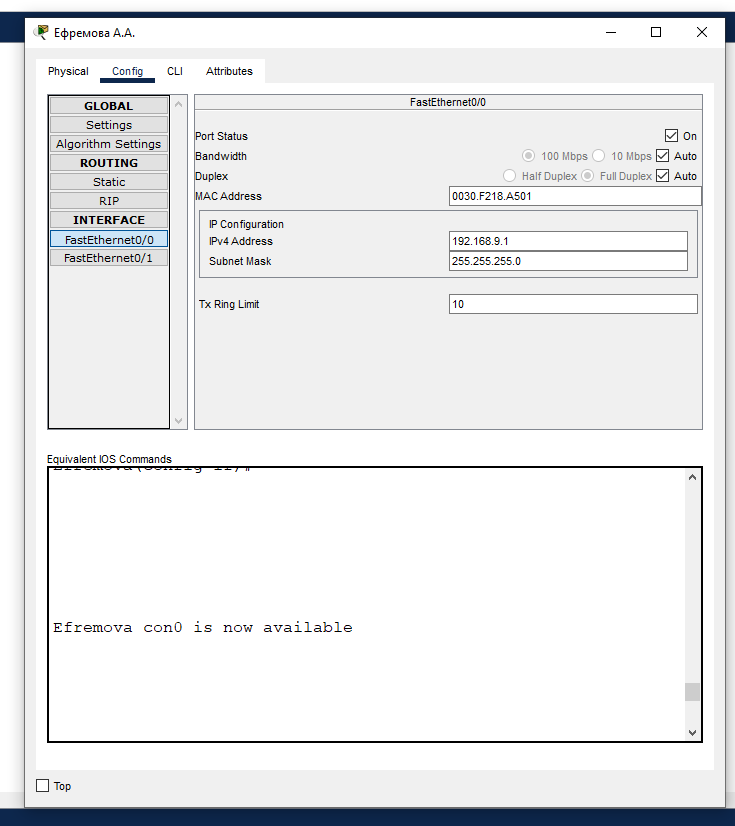 Ефремова А.А.
Physical Config CLI Attributes
GLOBAL
Settings
Algorithm Settings
ROUTING
Static
RIP
INTERFACE
FastEthernet0/0
FastEthernet0/1
FastEthernet0/0
Port Status On
Bandwidth 100 Mbps 10 Mbps Auto
Duplex Half Duplex Full Duplex Auto
MAC Address 0030.F218.A501
IP Configuration
IPv4 Address 192.168.9.1
Subnet Mask 255.255.255.0
Tx Ring Limit 10
Equivalent IOS Commands
Efremova con0 is now available
Top